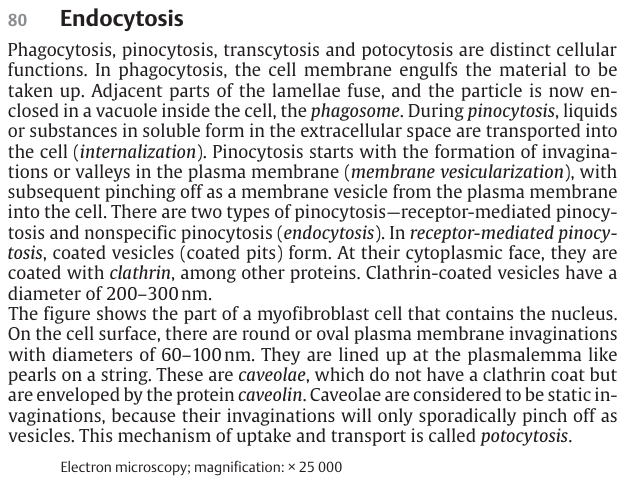 80 Endocytosis
Phagocytosis, pinocytosis, transcytosis and potocytosis are distinct cellular
functions. In phagocytosis, the cell membrane engulfs the material to be
taken up. Adjacent parts of the lamellae fuse, and the particle is now en-
closed in a vacuole inside the cell, the phagosome. During pinocytosis, liquids
or substances in soluble form in the extracellular space are transported into
the cell (internalization). Pinocytosis starts with the formation of invagina-
tions or valleys in the plasma membrane (membrane vesicularization), with
subsequent pinching off as a membrane vesicle from the plasma membrane
into the cell. There are two types of pinocytosis—receptor-mediated pinocy-
tosis and nonspecific pinocytosis (endocytosis). In receptor-mediated pinocy-
tosis, coated vesicles (coated pits) form. At their cytoplasmic face, they are
coated with clathrin, among other proteins. Clathrin-coated vesicles have a
diameter of 200–300 nm.
The figure shows the part of a myofibroblast cell that contains the nucleus.
On the cell surface, there are round or oval plasma membrane invaginations
with diameters of 60–100 nm. They are lined up at the plasmalemma like
pearls on a string. These are caveolae, which do not have a clathrin coat but
are enveloped by the protein caveolin. Caveolae are considered to be static in-
vaginations, because their invaginations will only sporadically pinch off as
vesicles. This mechanism of uptake and transport is called potocytosis.
Electron microscopy; magnification: × 25 000